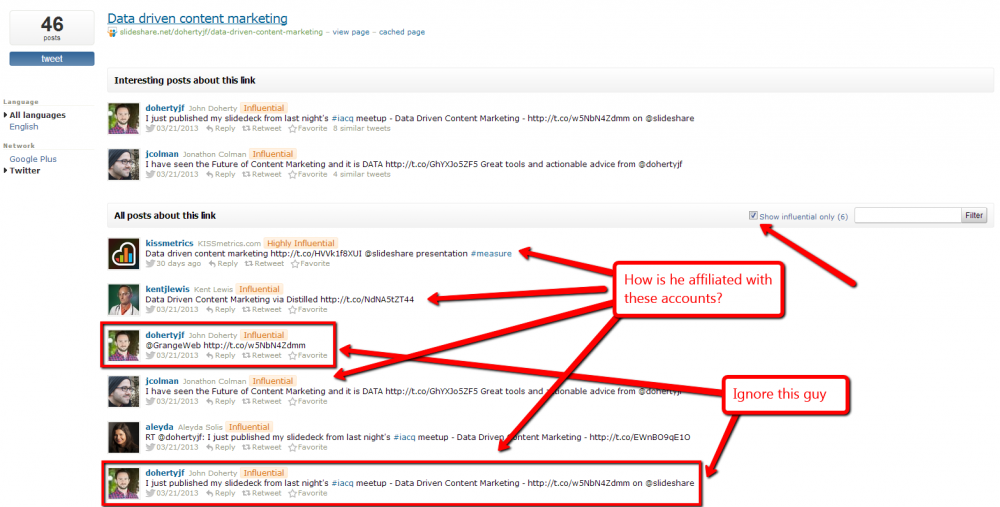 46
posts
tweet
Data driven content marketing
slideshare.net/dohertyjf/data-driven-content-marketing – view page – cached page
Language
All languages
English
Network
Google Plus
Twitter
Interesting posts about this link
dohertyjf John Doherty Influential
I just published my slidedeck from last night's #iacq meetup - Data Driven Content Marketing - http://t.co/w5NbN4Zdmm on @slideshare
03/21/2013 Reply Retweet Favorite 8 similar tweets
jcolman Jonathon Colman Influential
I have seen the Future of Content Marketing and it is DATA http://t.co/GhYXJo5ZF5 Great tools and actionable advice from @dohertyjf
03/21/2013 Reply Retweet Favorite 4 similar tweets
All posts about this link
Show influential only (6)
Filter
kissmetrics KISSmetrics.com Highly Influential
Data driven content marketing http://t.co/HVVk1f8XUI @slideshare presentation #measure
30 days ago Reply Retweet Favorite
kentjlewis Kent Lewis Influential
Data Driven Content Marketing via Distilled http://t.co/NdNA5tZT44
03/21/2013 Reply Retweet Favorite
dohertyjf John Doherty Influential
@GrangeWeb http://t.co/w5NbN4Zdmm
03/21/2013 Reply Retweet Favorite
jcolman Jonathon Colman Influential
I have seen the Future of Content Marketing and it is DATA http://t.co/GhYXJo5ZF5 Great tools and actionable advice from @dohertyjf
03/21/2013 Reply Retweet Favorite
aleyda Aleyda Solis Influential
RT @dohertyjf: I just published my slidedeck from last night's #iacq meetup - Data Driven Content Marketing - http://t.co/EWnBO9qE1O
03/21/2013 Reply Retweet Favorite
dohertyjf John Doherty Influential
I just published my slidedeck from last night's #iacq meetup - Data Driven Content Marketing - http://t.co/w5NbN4Zdmm on @slideshare
03/21/2013 Reply Retweet Favorite
How is he affiliated with
these accounts?
Ignore this guy